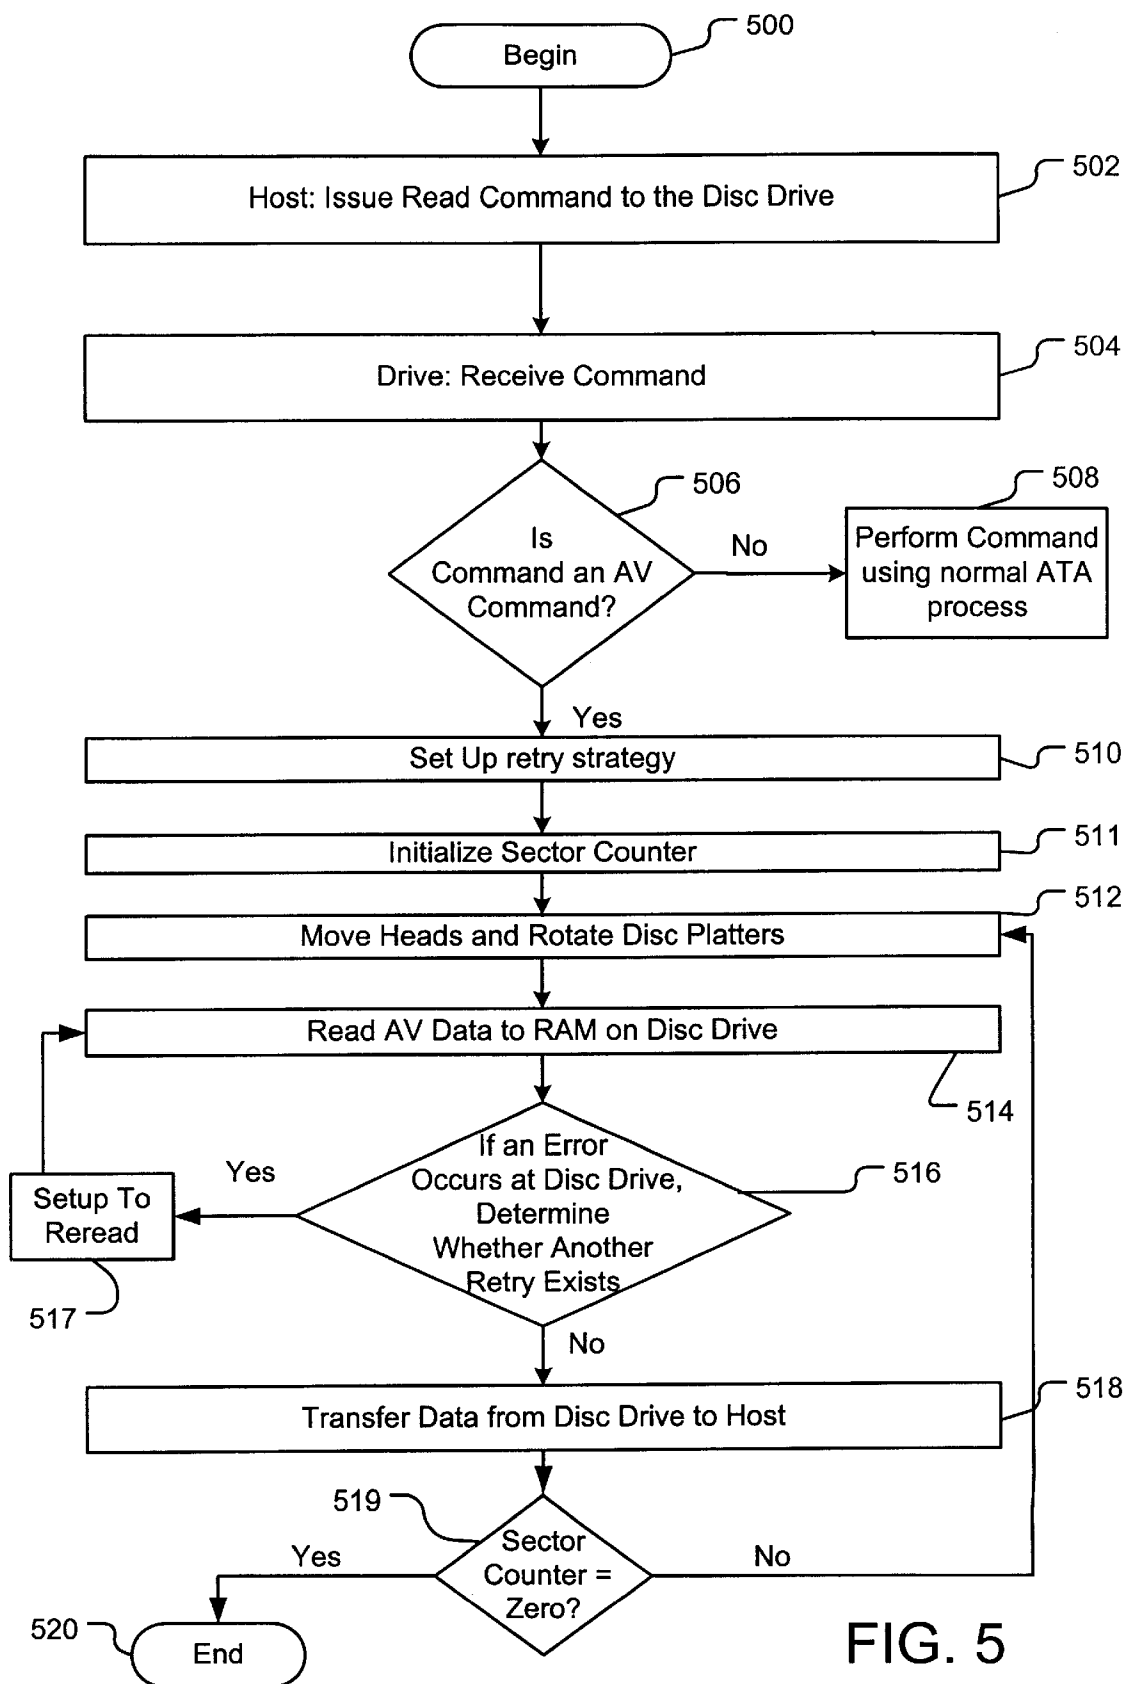 Begin
500
Host: Issue Read Command to the Disc Drive
502
Drive: Receive Command
504
Is
Command an AV
Command?
506
No
Perform Command
using normal ATA
process
508
Yes
Set Up retry strategy
510
Initialize Sector Counter
511
Move Heads and Rotate Disc Platters
512
Read AV Data to RAM on Disc Drive
514
If an Error
Occurs at Disc Drive,
Determine
Whether Another
Retry Exists
516
Yes
Setup To
Reread
517
No
Transfer Data from Disc Drive to Host
518
519
Sector
Counter =
Zero?
Yes
No
520
End
FIG. 5